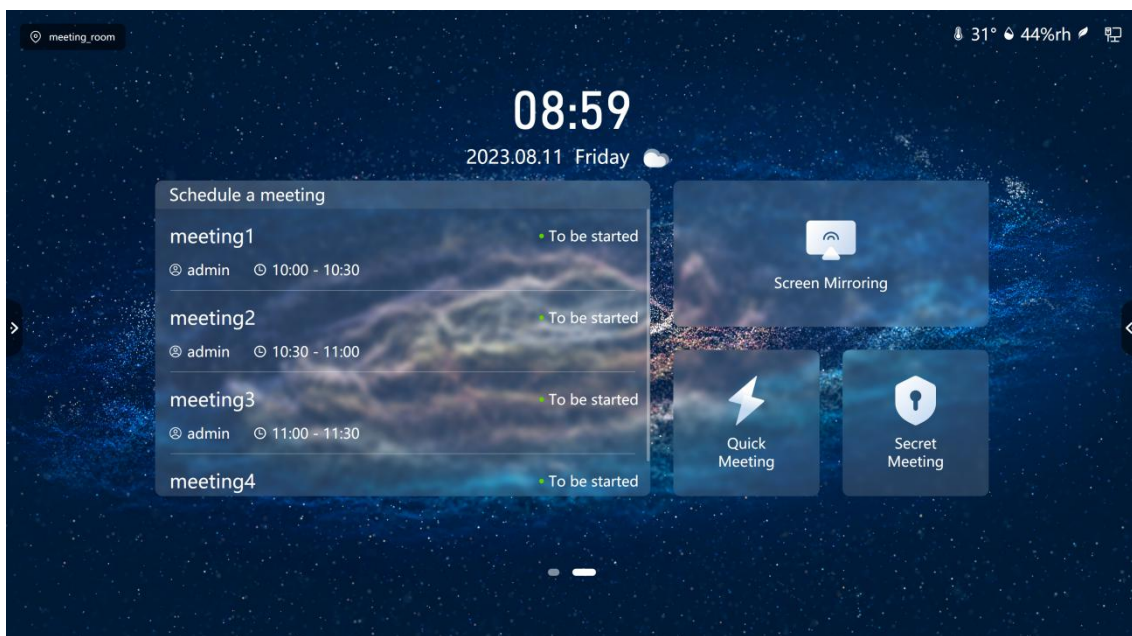 meeting_room
31° 44%rh
08:59
2023.08.11 Friday
Schedule a meeting
meeting1
To be started
admin 10:00 - 10:30
meeting2
To be started
admin 10:30 - 11:00
meeting3
To be started
admin 11:00 - 11:30
meeting4
To be started
Screen Mirroring
Quick
Meeting
Secret
Meeting